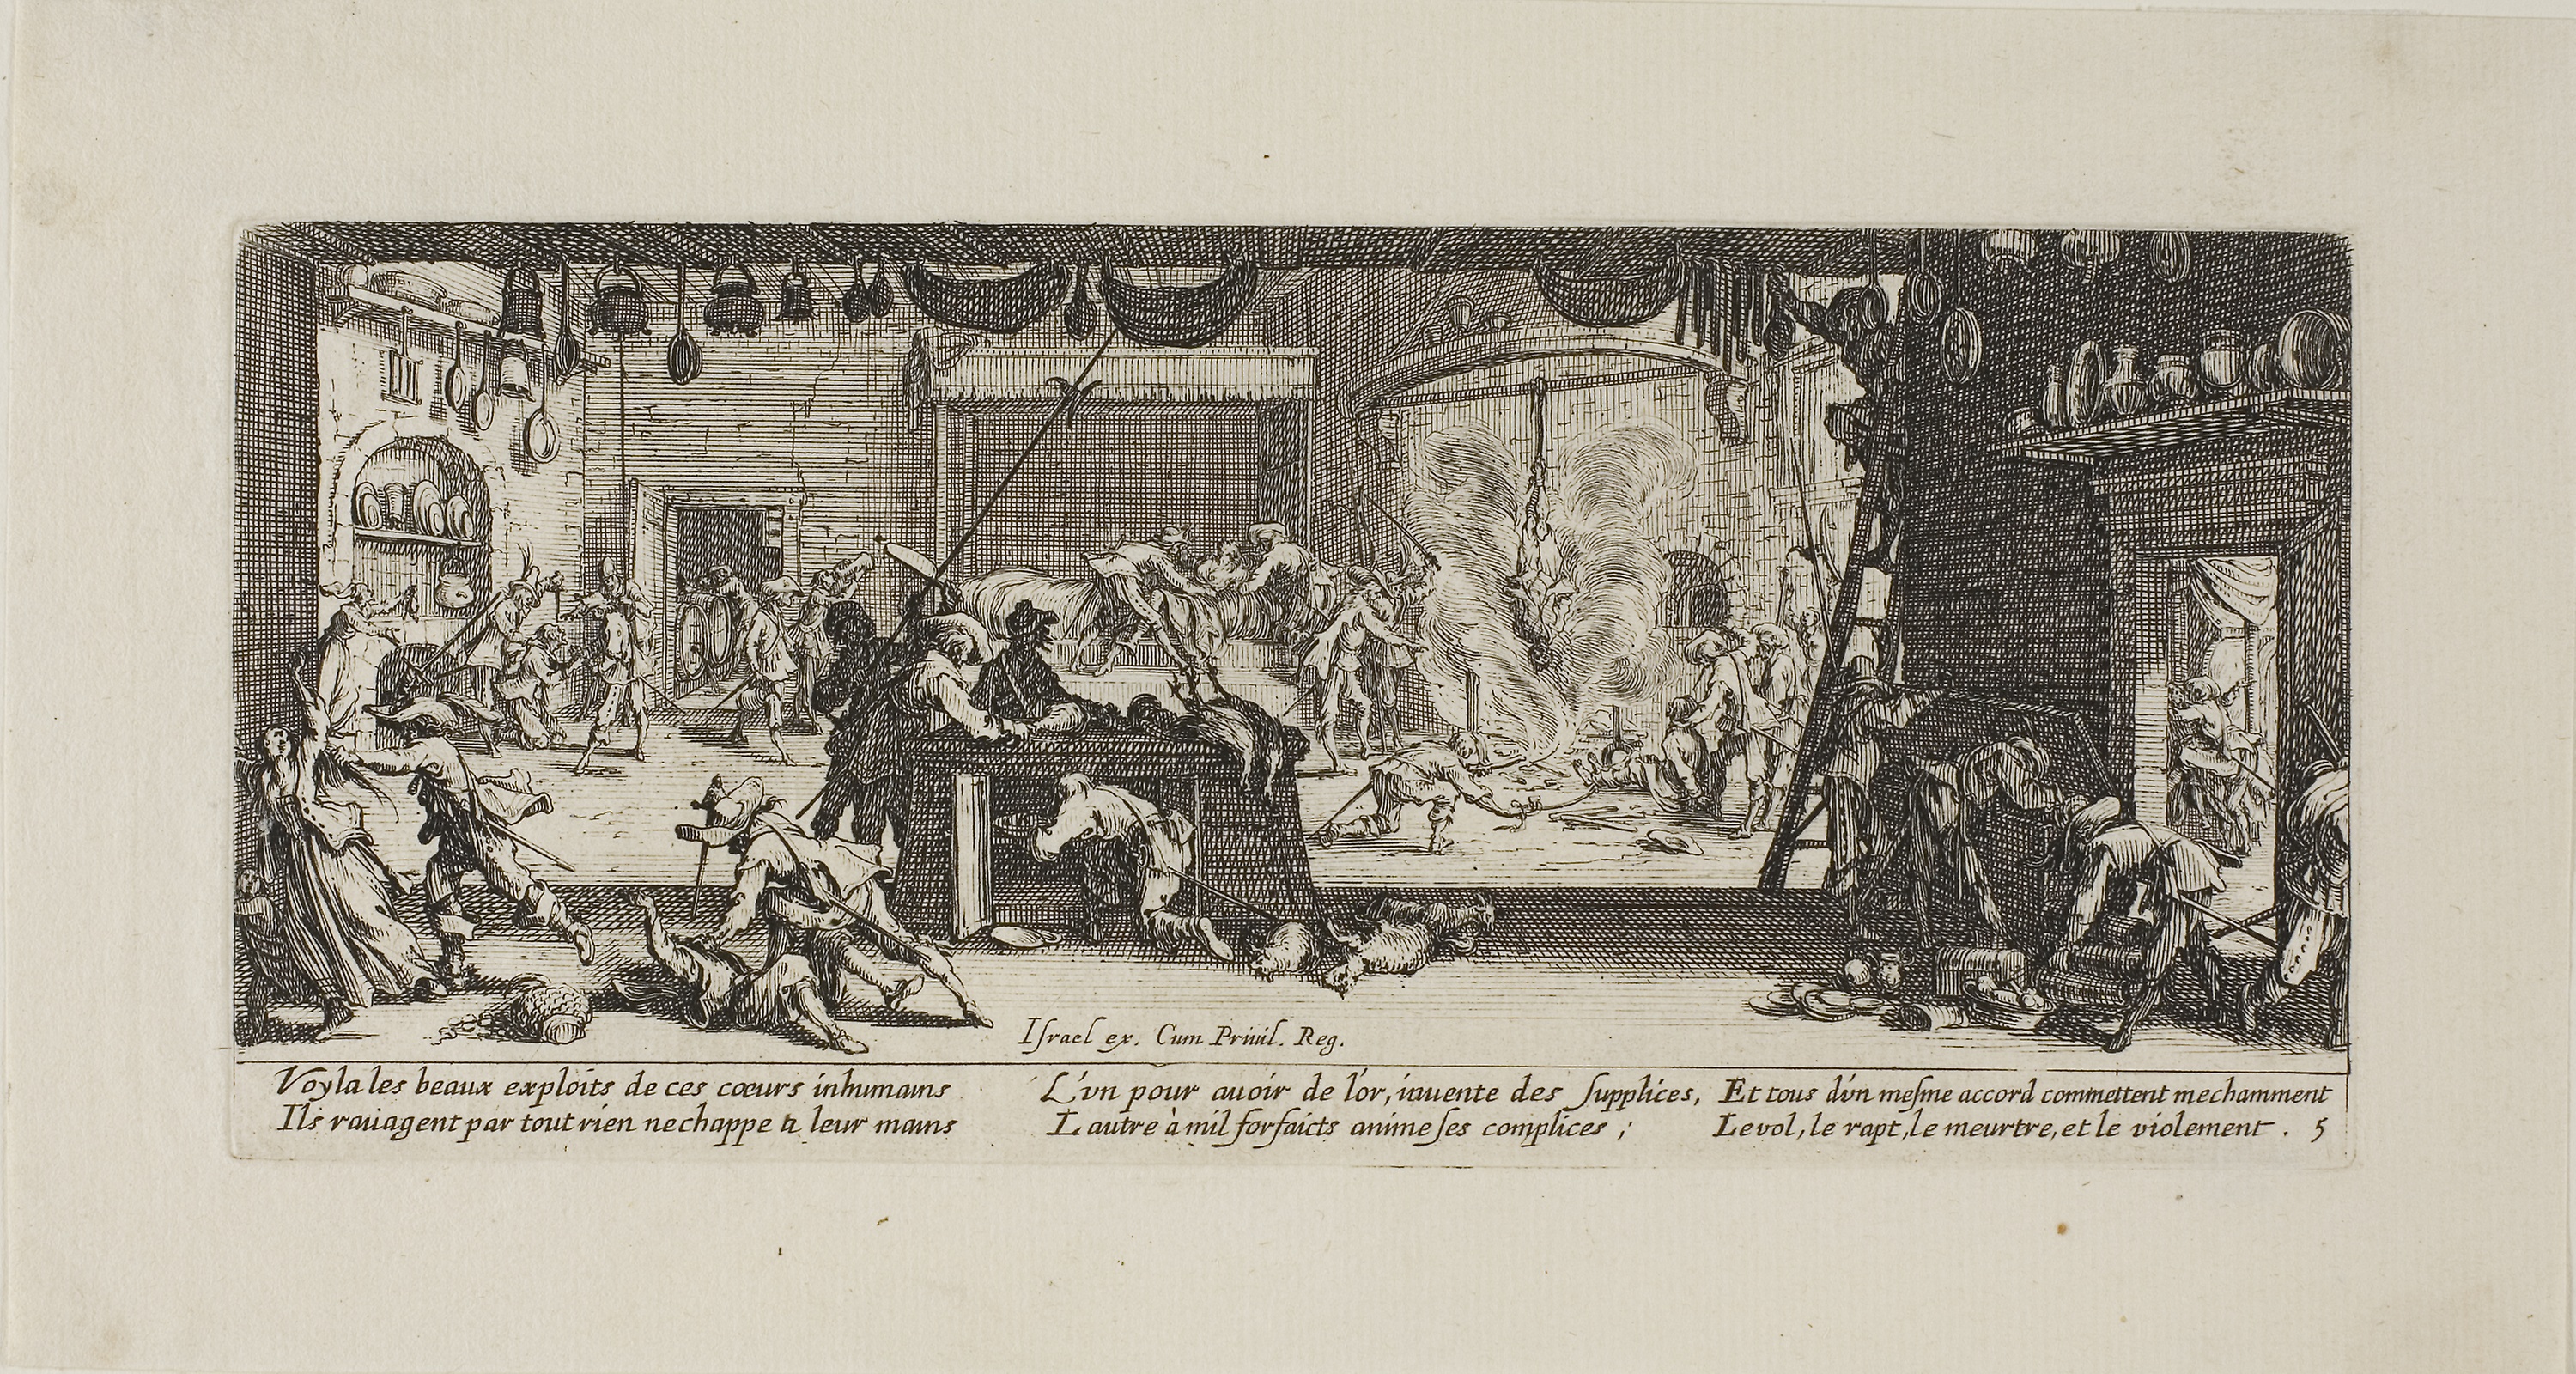 Iſrael ex. Cum Priuil. Reg.
Voyla les beaux exploits de ces cœurs inhumains
Ils rauagent par tout rien nechappe a leur mains
L'vn pour auoir de l'or, inuente des ſupplices,
L autre à mil forfaicts anime ſes complices ;
Et tous d'vn meſme accord commettent mechamment
Le vol, le rapt, le meurtre, et le violement . 5